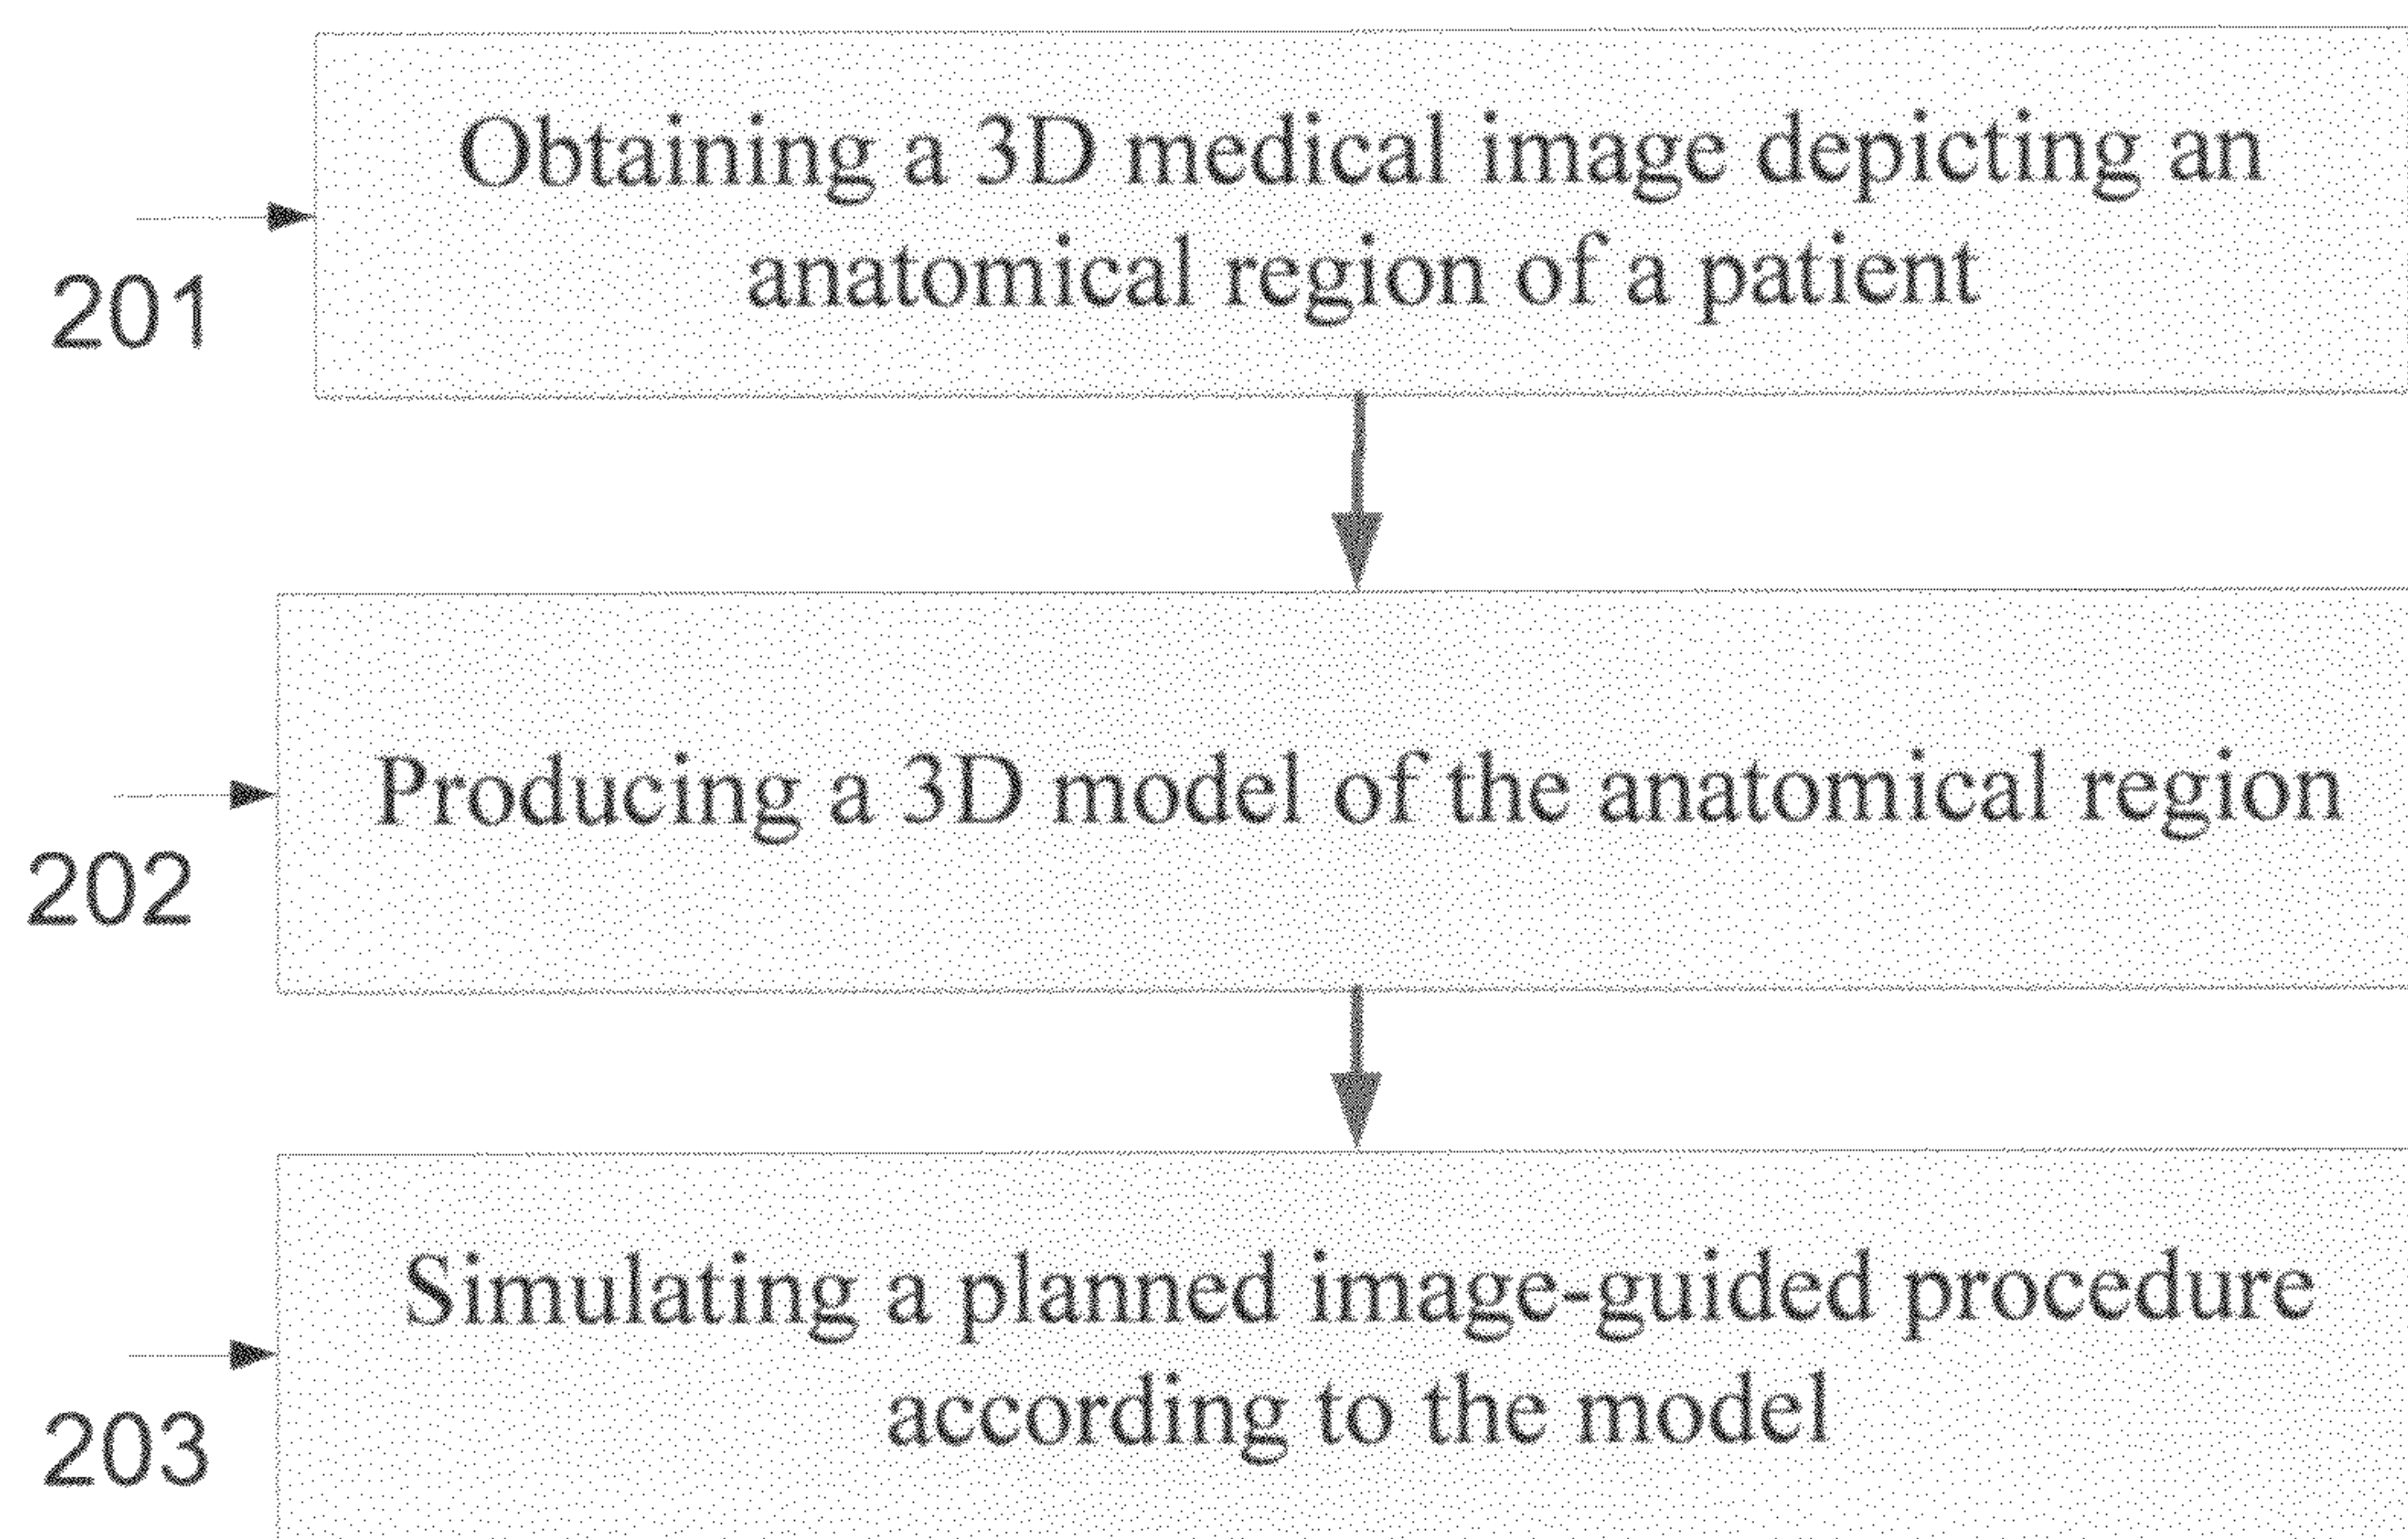 Obtaining a 3D medical image depicting an
anatomical region of a patient
201
Producing a 3D model of the anatomical region
202
Simulating a planned image-guided procedure
according to the model
203